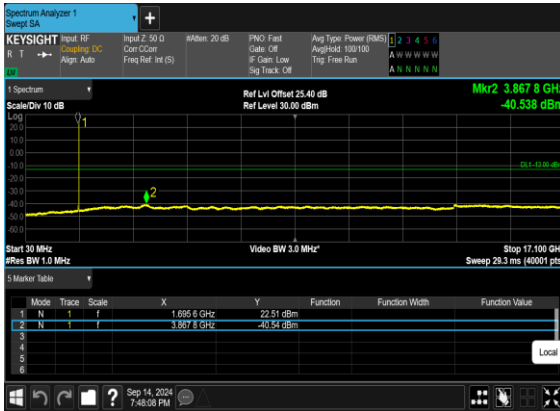 Spectrum Analyzer 1
Swept SA
+
KEYSIGHT Input: RF Input Z: 50 Ω #Atten: 20 dB PNO: Fast Avg Type: Power (RMS) 1 2 3 4 5 6
R T Coupling: DC Corr CCorr Gate: Off Avg|Hold: 100/100 A W W W W W
Align: Auto Freq Ref: Int (S) IF Gain: Low Trig: Free Run
Sig Track: Off A N N N N N
1 Spectrum Ref Lvl Offset 25.40 dB Mkr2 3.867 8 GHz
Scale/Div 10 dB Ref Level 30.00 dBm -40.538 dBm
Log
20.0
10.0
0.00
-10.0
DL1 -13.00 dBm
-20.0
-30.0
-40.0
-50.0
-60.0
1
2
Start 30 MHz Video BW 3.0 MHz* Stop 17.100 GHz
#Res BW 1.0 MHz Sweep 29.3 ms (40001 pts)
5 Marker Table
Mode Trace Scale X Y Function Function Width Function Value
1 N 1 f 1.695 6 GHz 22.51 dBm
2 N 1 f 3.867 8 GHz -40.54 dBm
3
4
5
6
Local
? Sep 14, 2024
7:48:08 PM